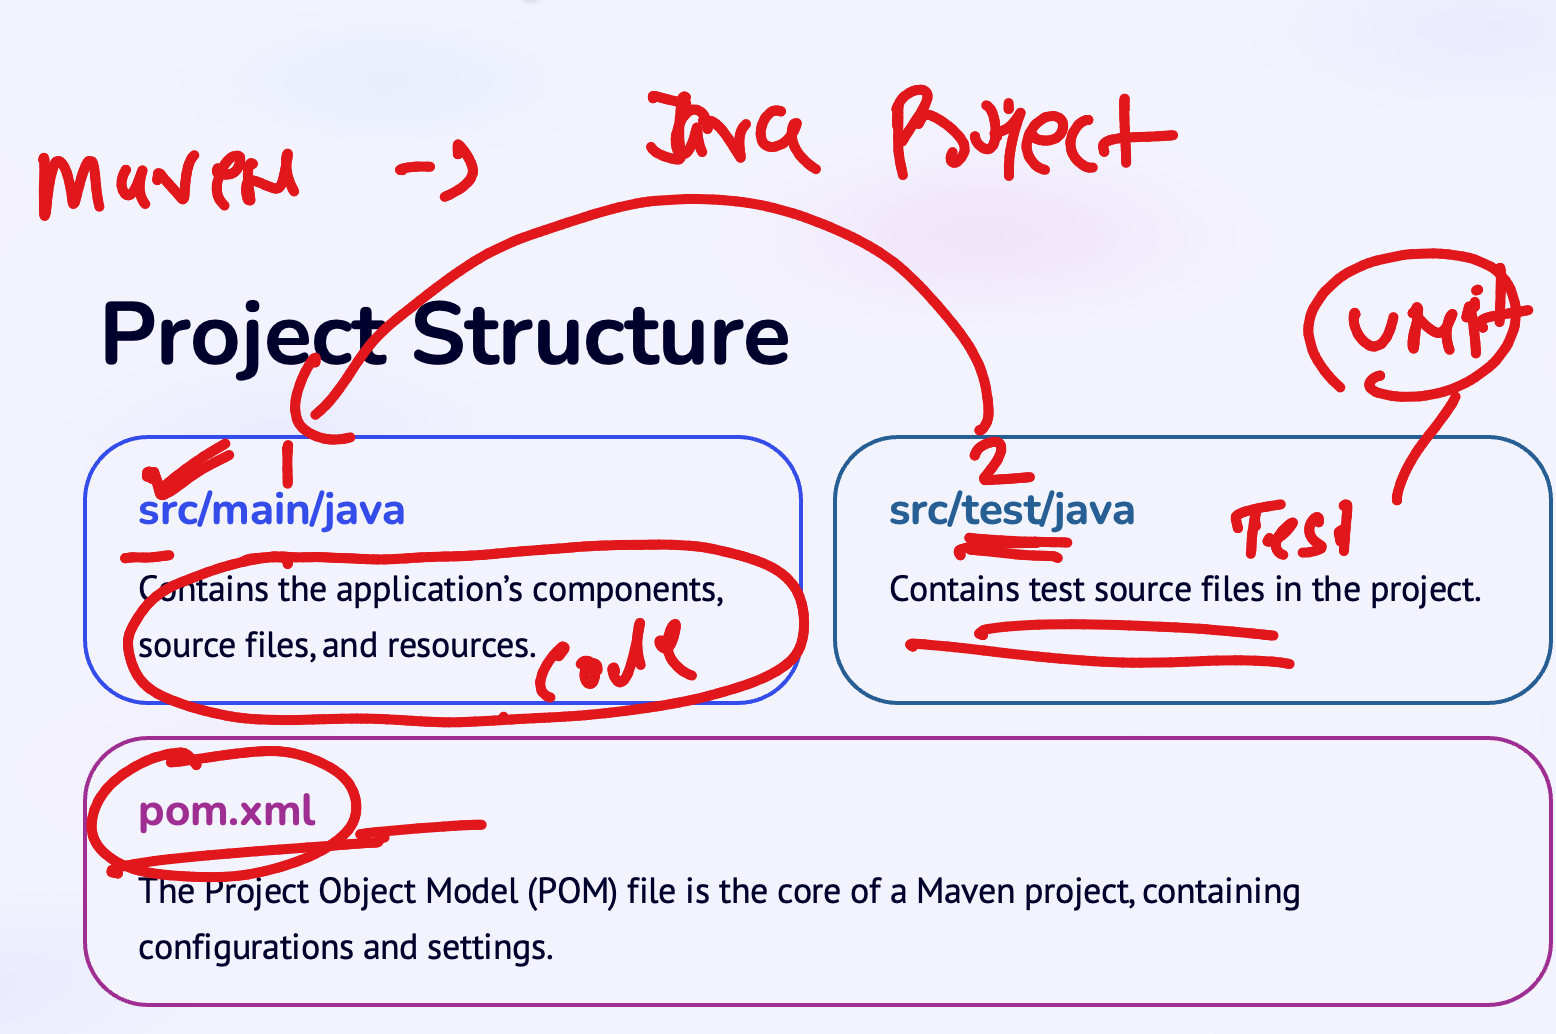 Maven -> Java Project
Project Structure
Unit
1
2
src/main/java
src/test/java
Test
Contains the application’s components,
source files, and resources.
code
Contains test source files in the project.
pom.xml
The Project Object Model (POM) file is the core of a Maven project, containing
configurations and settings.